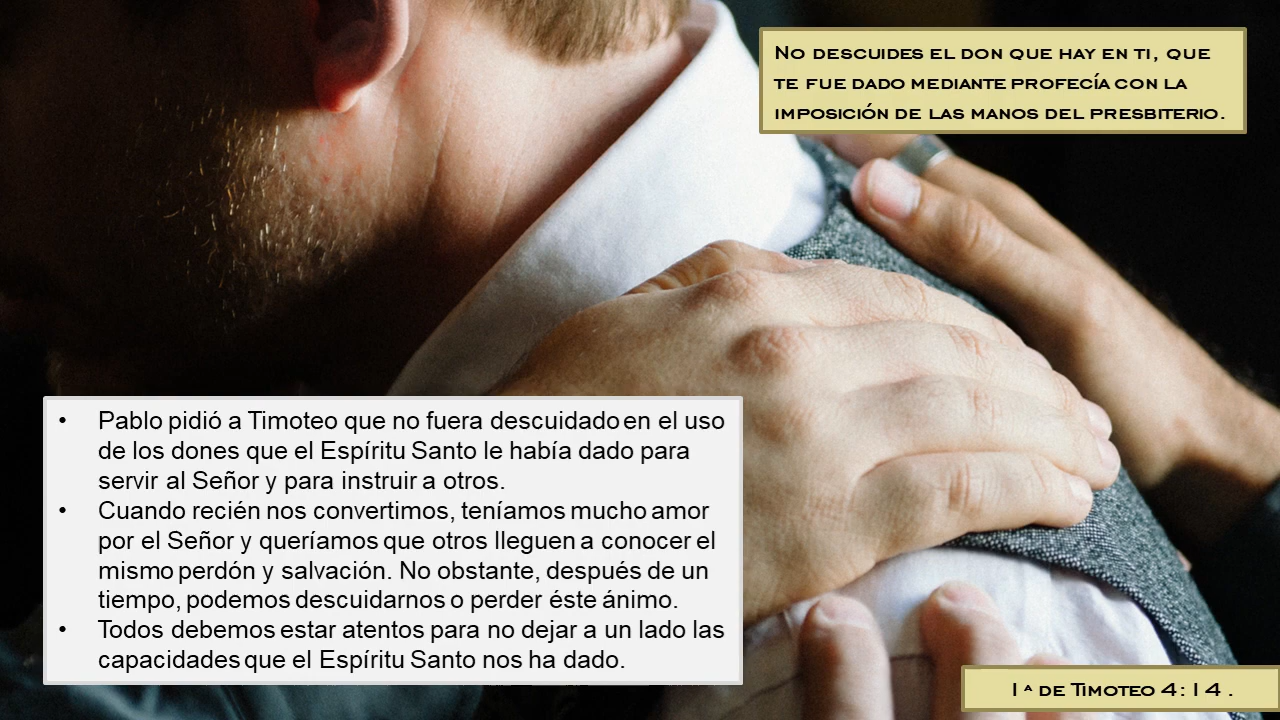 No descuides el don que hay en ti, que
te fue dado mediante profecía con la
imposición de las manos del presbiterio.
• Pablo pidió a Timoteo que no fuera descuidado en el uso
de los dones que el Espíritu Santo le había dado para
servir al Señor y para instruir a otros.
• Cuando recién nos convertimos, teníamos mucho amor
por el Señor y queríamos que otros lleguen a conocer el
mismo perdón y salvación. No obstante, después de un
tiempo, podemos descuidarnos o perder éste ánimo.
• Todos debemos estar atentos para no dejar a un lado las
capacidades que el Espíritu Santo nos ha dado.
1ª de Timoteo 4:14.